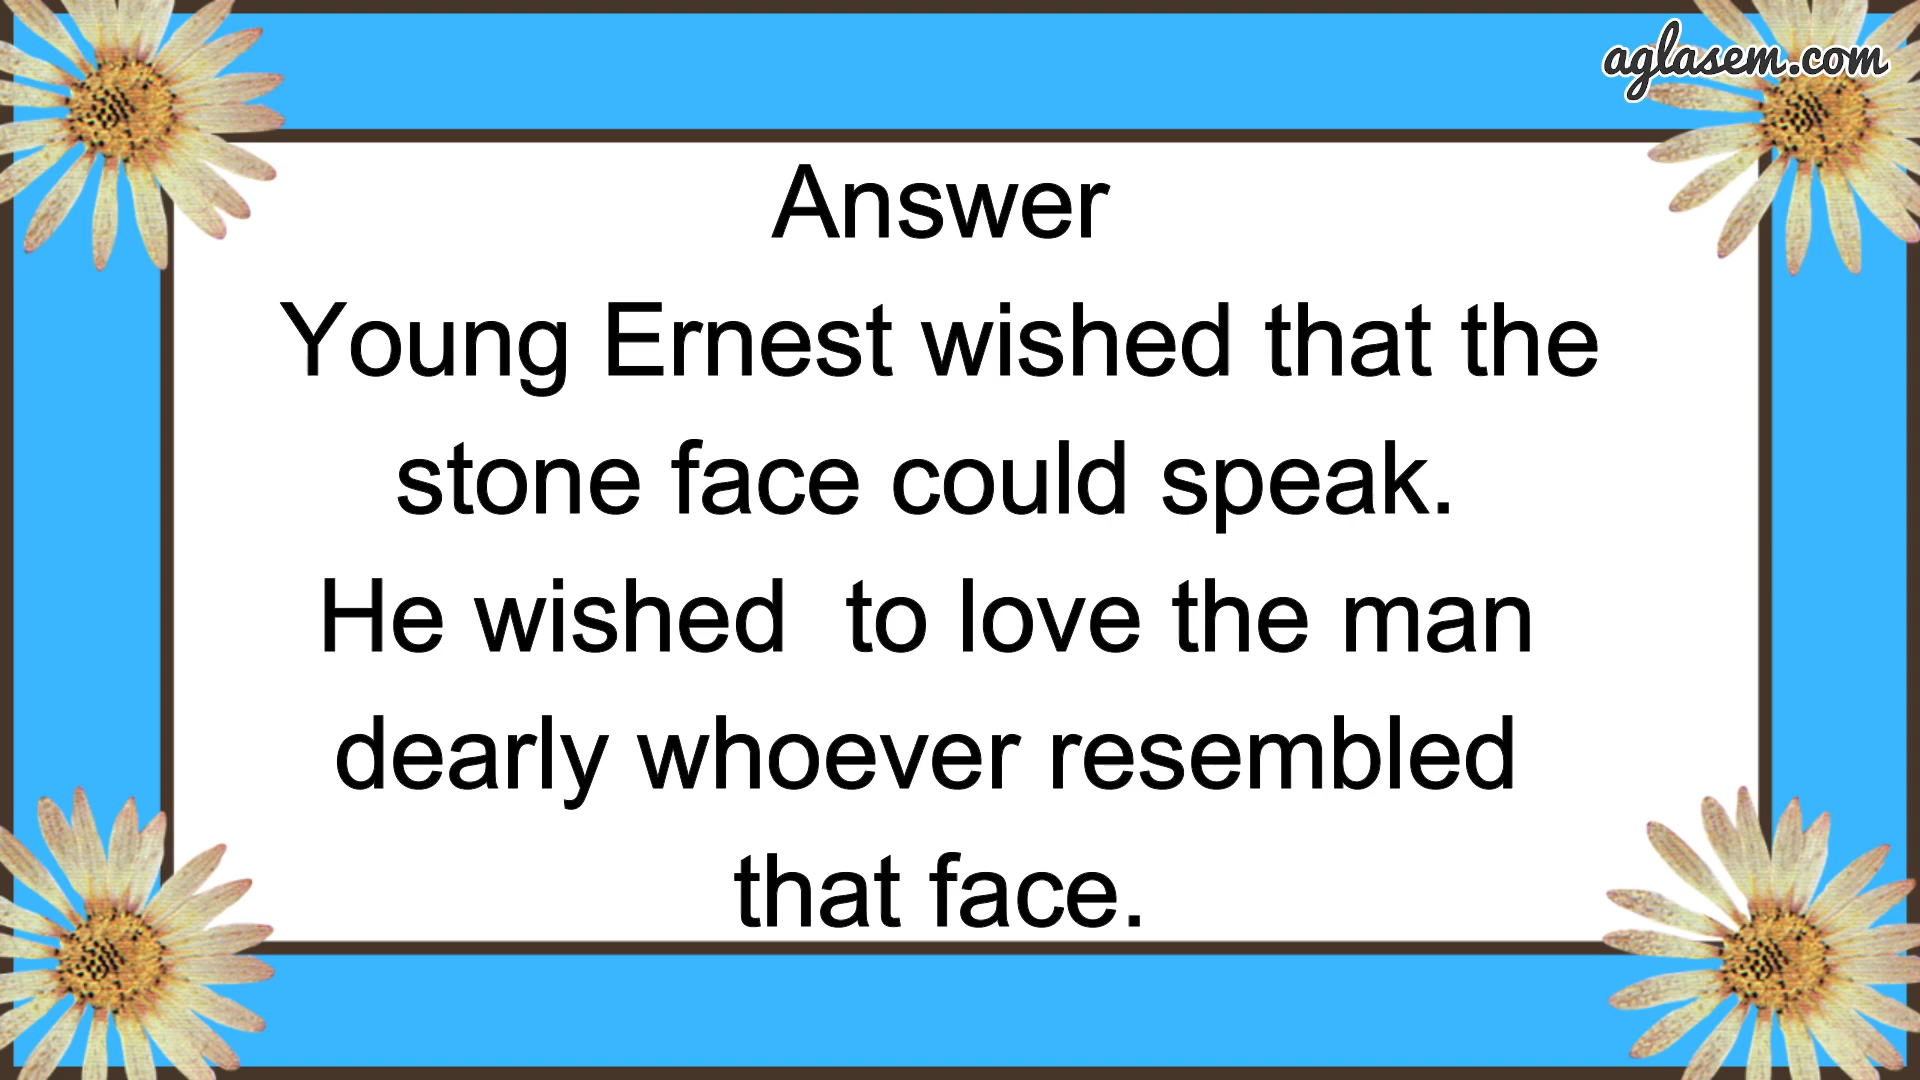 aglasem.com
Answer
Young Ernest wished that the
stone face could speak.
He wished  to love the man
dearly whoever resembled
that face.